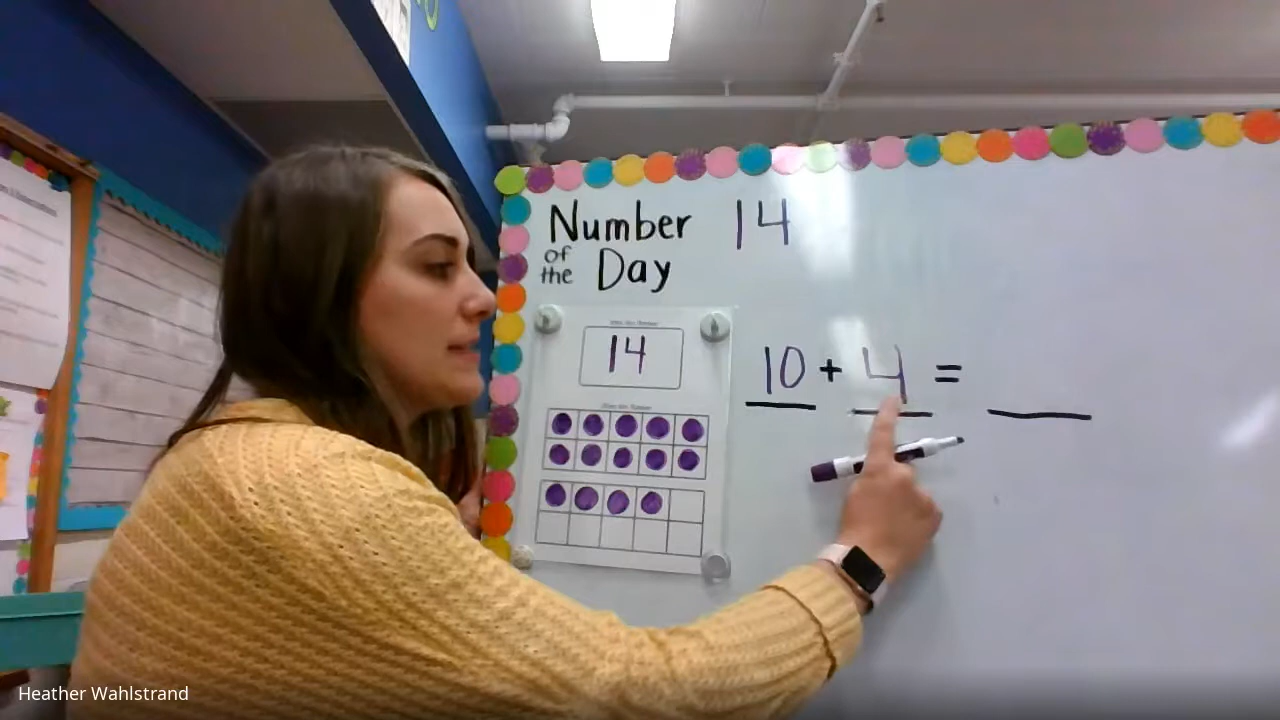 Number 14
of
the Day
14
10 + 4 =
Heather Wahlstrand